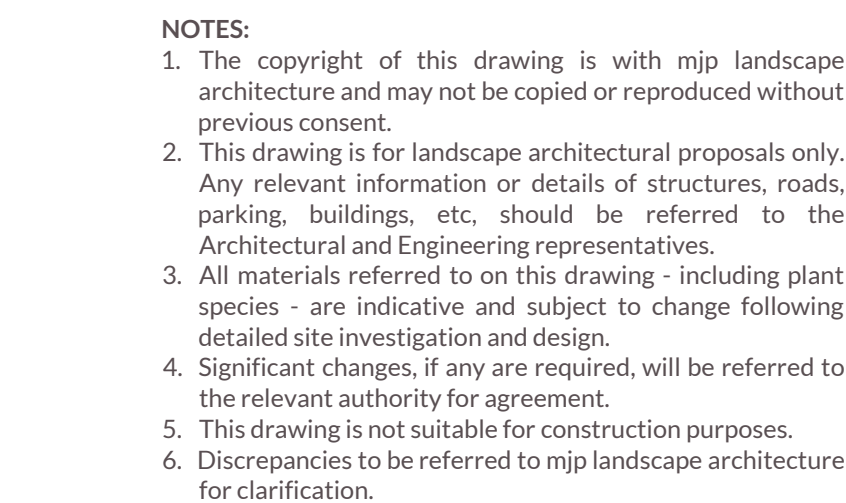 NOTES:
1. The copyright of this drawing is with mjp landscape
architecture and may not be copied or reproduced without
previous consent.
2. This drawing is for landscape architectural proposals only.
Any relevant information or details of structures, roads,
parking, buildings, etc, should be referred to the
Architectural and Engineering representatives.
3. All materials referred to on this drawing - including plant
species - are indicative and subject to change following
detailed site investigation and design.
4. Significant changes, if any are required, will be referred to
the relevant authority for agreement.
5. This drawing is not suitable for construction purposes.
6. Discrepancies to be referred to mjp landscape architecture
for clarification.